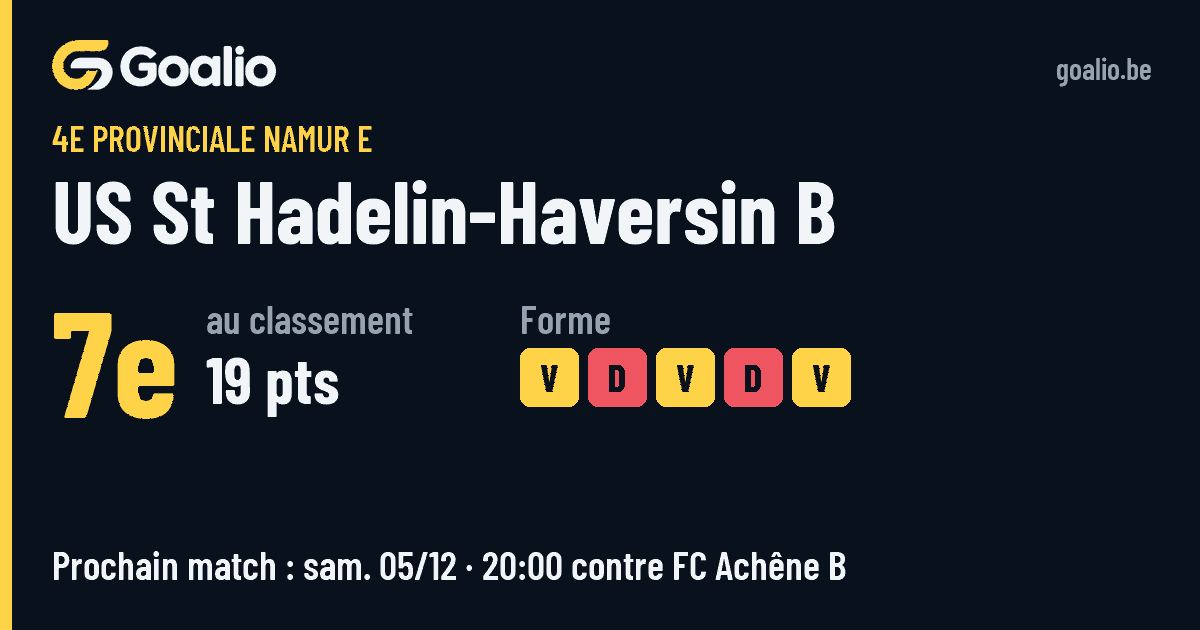 Goalio
goalio.be
4E PROVINCIALE NAMUR E
US St Hadelin-Haversin B
7e
au classement
19 pts
Forme
V D V D V
Prochain match : sam. 05/12 · 20:00 contre FC Achêne B